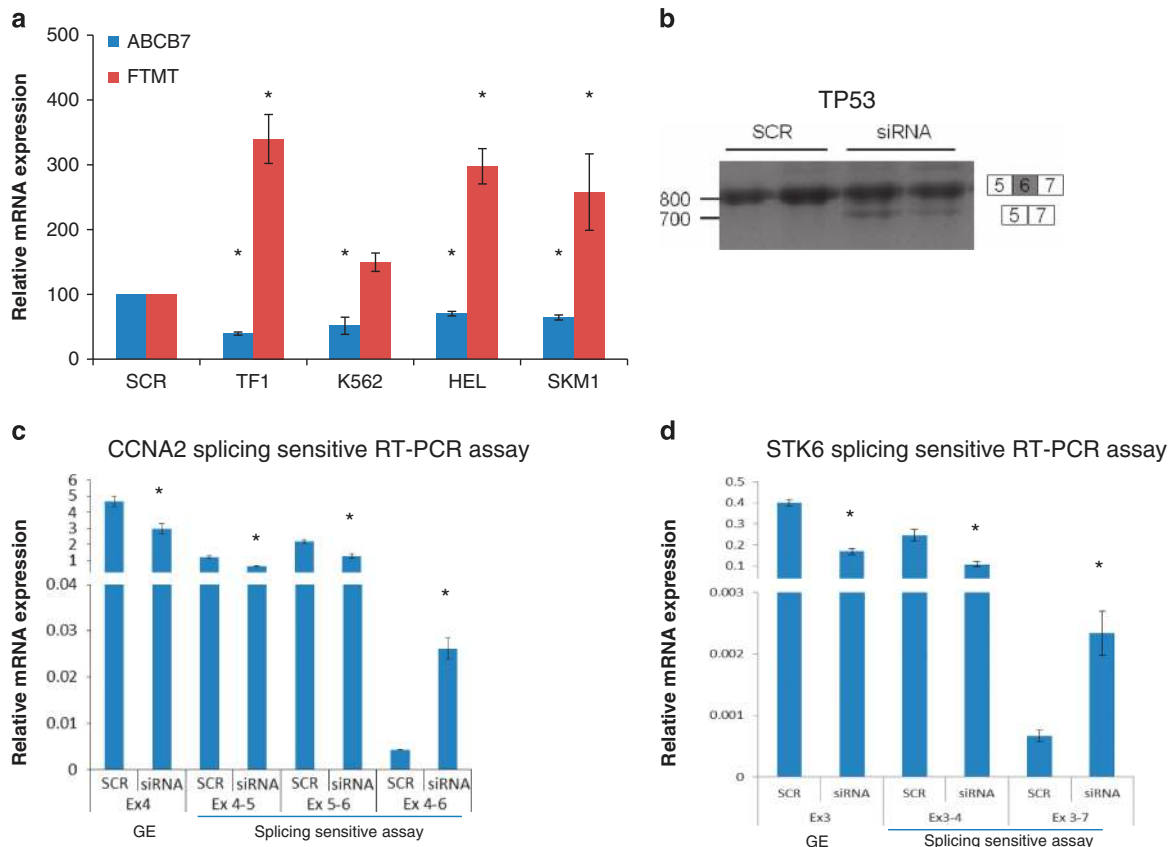 a
500
400
300
200
100
0
Relative mRNA expression
ABCB7
FTMT
* * * * * * *
SCR TF1 K562 HEL SKM1
b
TP53
SCR siRNA
800
700
5 6 7
5 7
c
CCNA2 splicing sensitive RT-PCR assay
Relative mRNA expression
6
5
4
3
2
1
0.04
0.03
0.02
0.01
0
* * * *
SCR siRNA SCR siRNA SCR siRNA SCR siRNA
Ex4 Ex 4-5 Ex 5-6 Ex 4-6
GE Splicing sensitive assay
d
STK6 splicing sensitive RT-PCR assay
Relative mRNA expression
0.5
0.4
0.3
0.2
0.1
0.003
0.002
0.001
0
* * *
SCR siRNA SCR siRNA SCR siRNA
Ex3 Ex3-4 Ex 3-7
GE Splicing sensitive assay